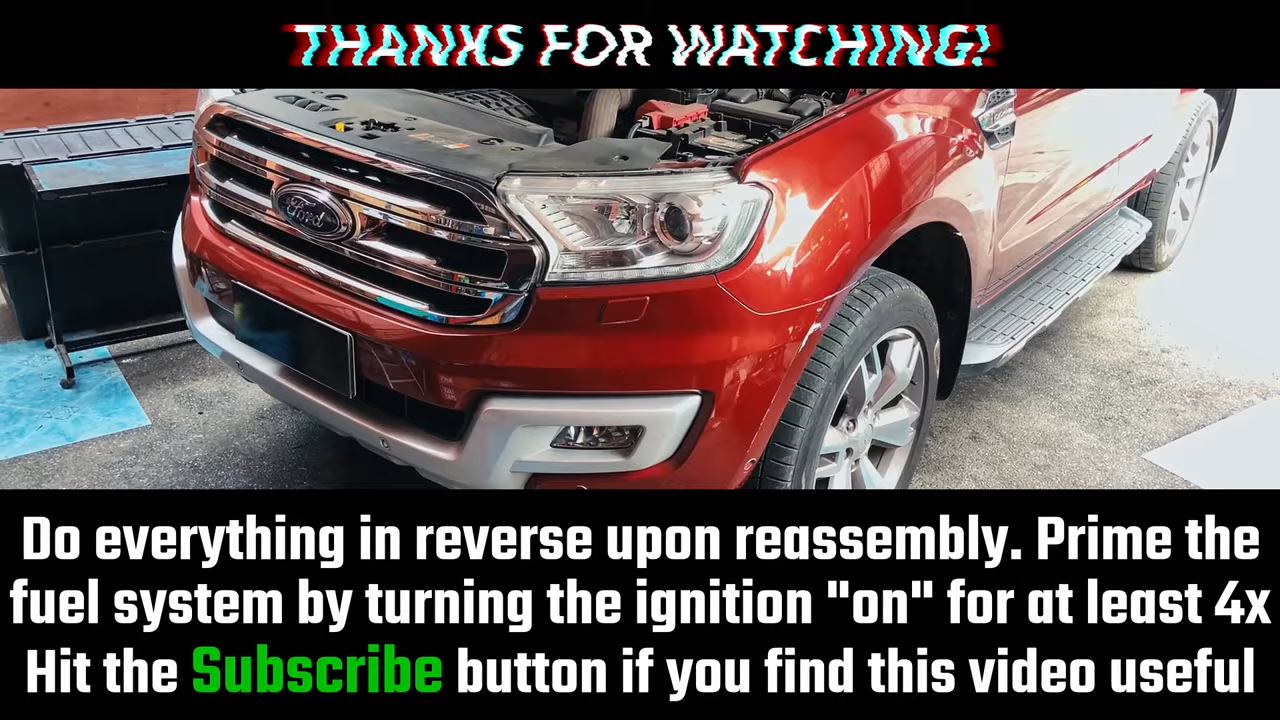 THANKS FOR WATCHING!
Ford
Do everything in reverse upon reassembly. Prime the
fuel system by turning the ignition "on" for at least 4x
Hit the Subscribe button if you find this video useful